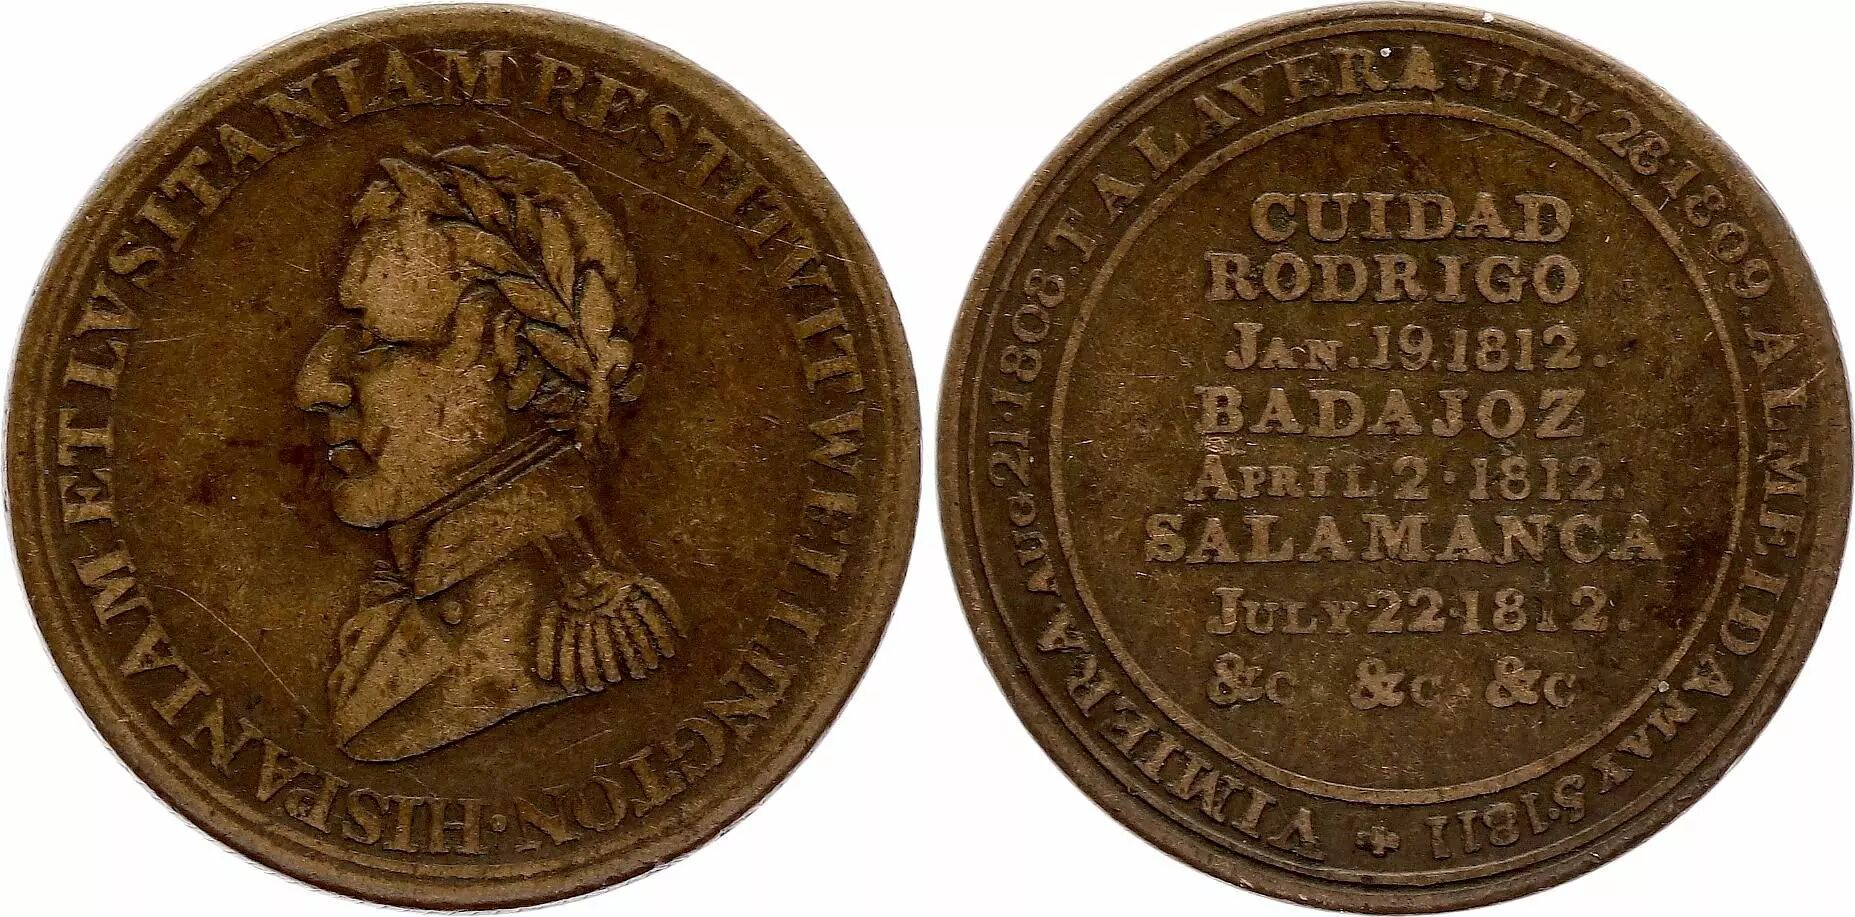 HISPANIAM·ET LVSITANIAM RESTITVIT WELLINGTON·
VIMIERA AUG 21·1808. TALAVERA JULY 28·1809. ALMEIDA MAY 5·1811
CUIDAD
RODRIGO
JAN.19.1812.
BADAJOZ
APRIL 2·1812.
SALAMANCA
JULY 22·1812.
&C· &C· &C